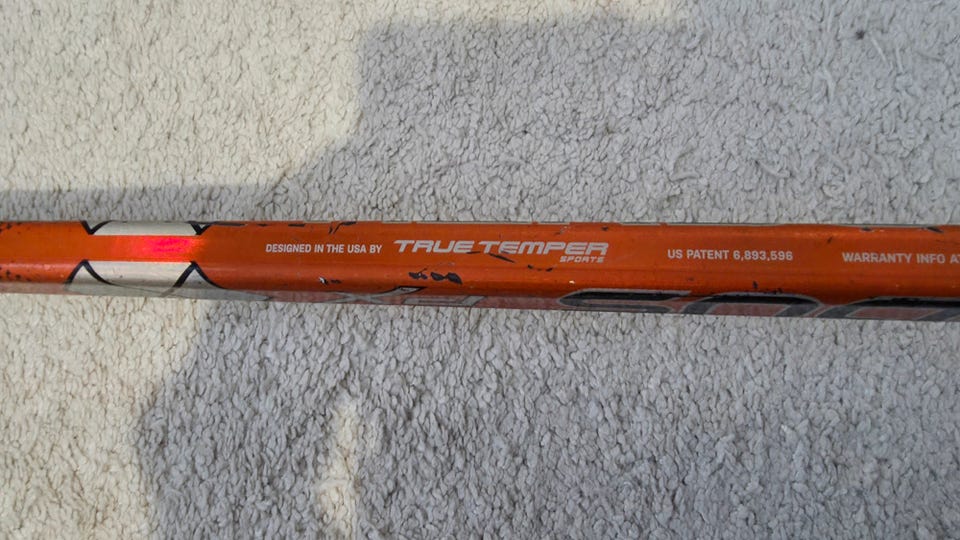 DESIGNED IN THE USA BY TRUE TEMPER SPORTS US PATENT 6,893,596 WARRANTY INFO AT